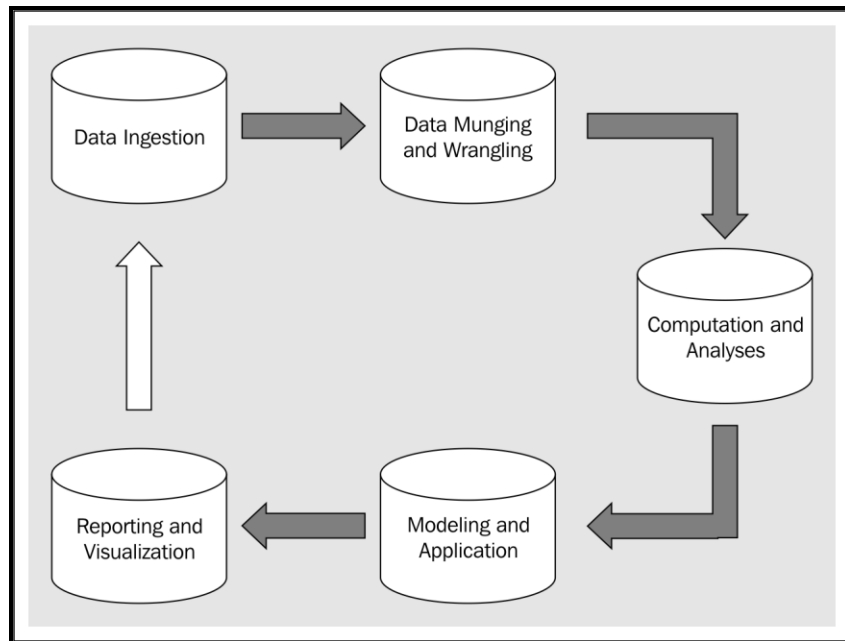 Data Ingestion
Data Munging
and Wrangling
Computation and
Analyses
Modeling and
Application
Reporting and
Visualization